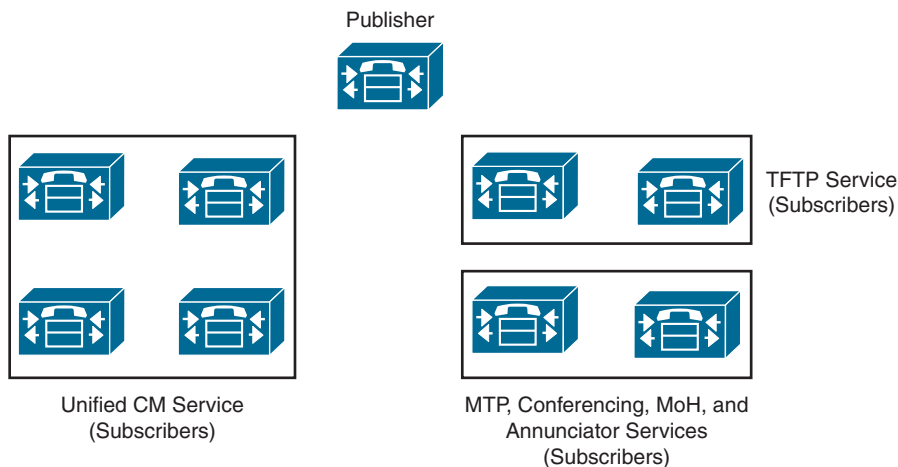 Publisher
TFTP Service
(Subscribers)
Unified CM Service
(Subscribers)
MTP, Conferencing, MoH, and
Annunciator Services
(Subscribers)